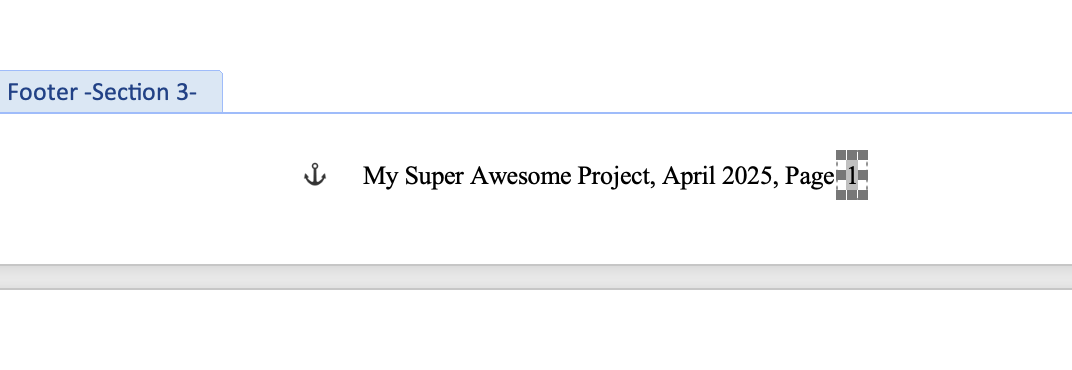 Footer -Section 3-
My Super Awesome Project, April 2025, Page 1